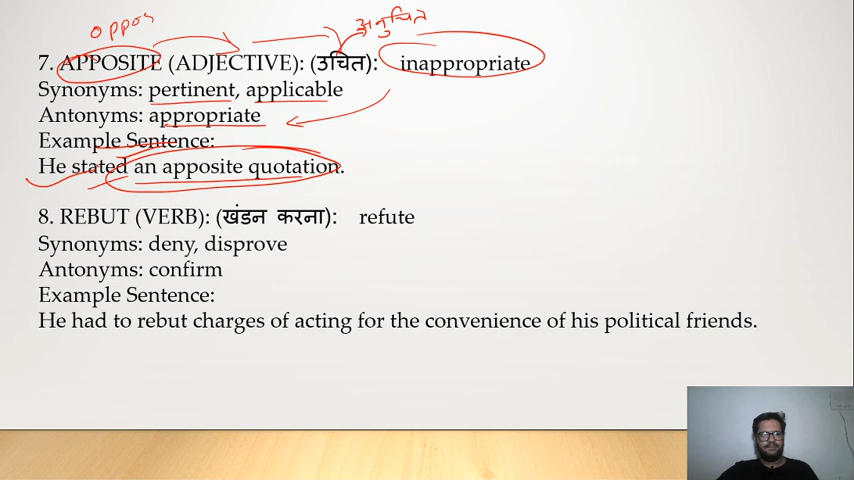 oppos
अनुचित
7. APPOSITE (ADJECTIVE): (उचित): inappropriate
Synonyms: pertinent, applicable
Antonyms: appropriate
Example Sentence:
He stated an apposite quotation.
8. REBUT (VERB): (खंडन करना): refute
Synonyms: deny, disprove
Antonyms: confirm
Example Sentence:
He had to rebut charges of acting for the convenience of his political friends.